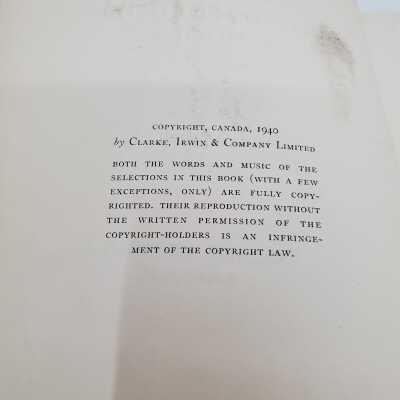 COPYRIGHT, CANADA, 1940
by CLARKE, IRWIN & COMPANY LIMITED
BOTH THE WORDS AND MUSIC OF THE
SELECTIONS IN THIS BOOK (WITH A FEW
EXCEPTIONS, ONLY) ARE FULLY COPY-
RIGHTED. THEIR REPRODUCTION WITHOUT
THE WRITTEN PERMISSION OF THE
COPYRIGHT-HOLDERS IS AN INFRINGE-
MENT OF THE COPYRIGHT LAW.